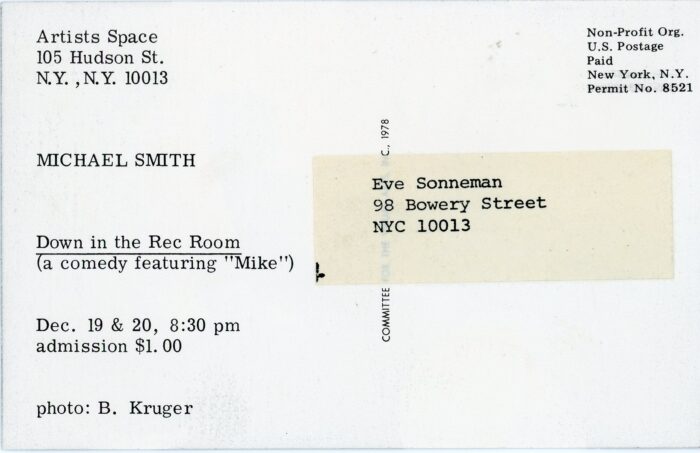 Artists Space
105 Hudson St.
N.Y. ,N.Y. 10013
MICHAEL SMITH
Down in the Rec Room
(a comedy featuring "Mike")
Dec. 19 & 20, 8:30 pm
admission $1.00
photo: B. Kruger
Non-Profit Org.
U.S. Postage
Paid
New York, N.Y.
Permit No. 8521
COMMITTEE FOR THE C., 1978
Eve Sonneman
98 Bowery Street
NYC 10013